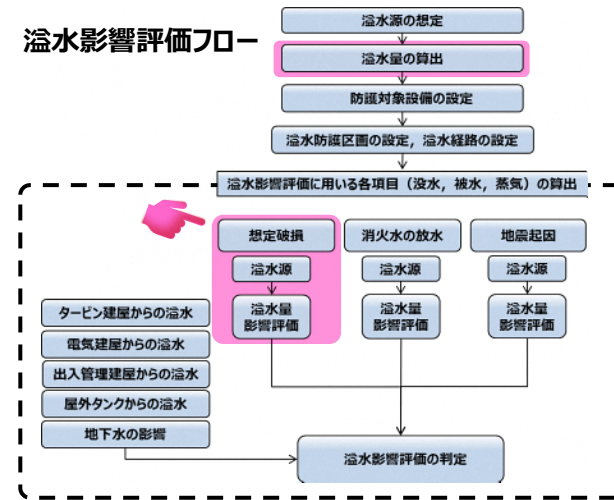 溢水影響評価フロー
溢水源の想定
溢水量の算出
防護対象設備の設定
溢水防護区画の設定，溢水経路の設定
溢水影響評価に用いる各項目（没水，被水，蒸気）の算出
想定破損
消火水の放水
地震起因
溢水源
溢水源
溢水源
溢水量
影響評価
溢水量
影響評価
溢水量
影響評価
タービン建屋からの溢水
電気建屋からの溢水
出入管理建屋からの溢水
屋外タンクからの溢水
地下水の影響
溢水影響評価の判定